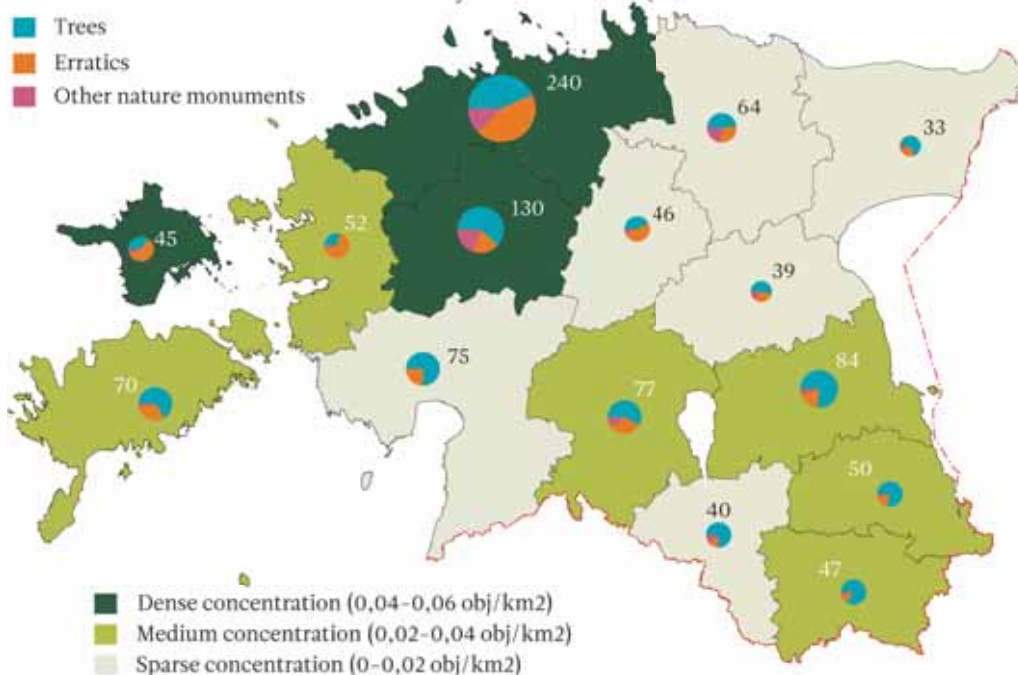 Trees
Erratics
Other nature monuments
240
64
33
130
46
52
45
39
75
84
70
77
50
40
47
Dense concentration (0,04–0,06 obj/km2)
Medium concentration (0,02–0,04 obj/km2)
Sparse concentration (0–0,02 obj/km2)